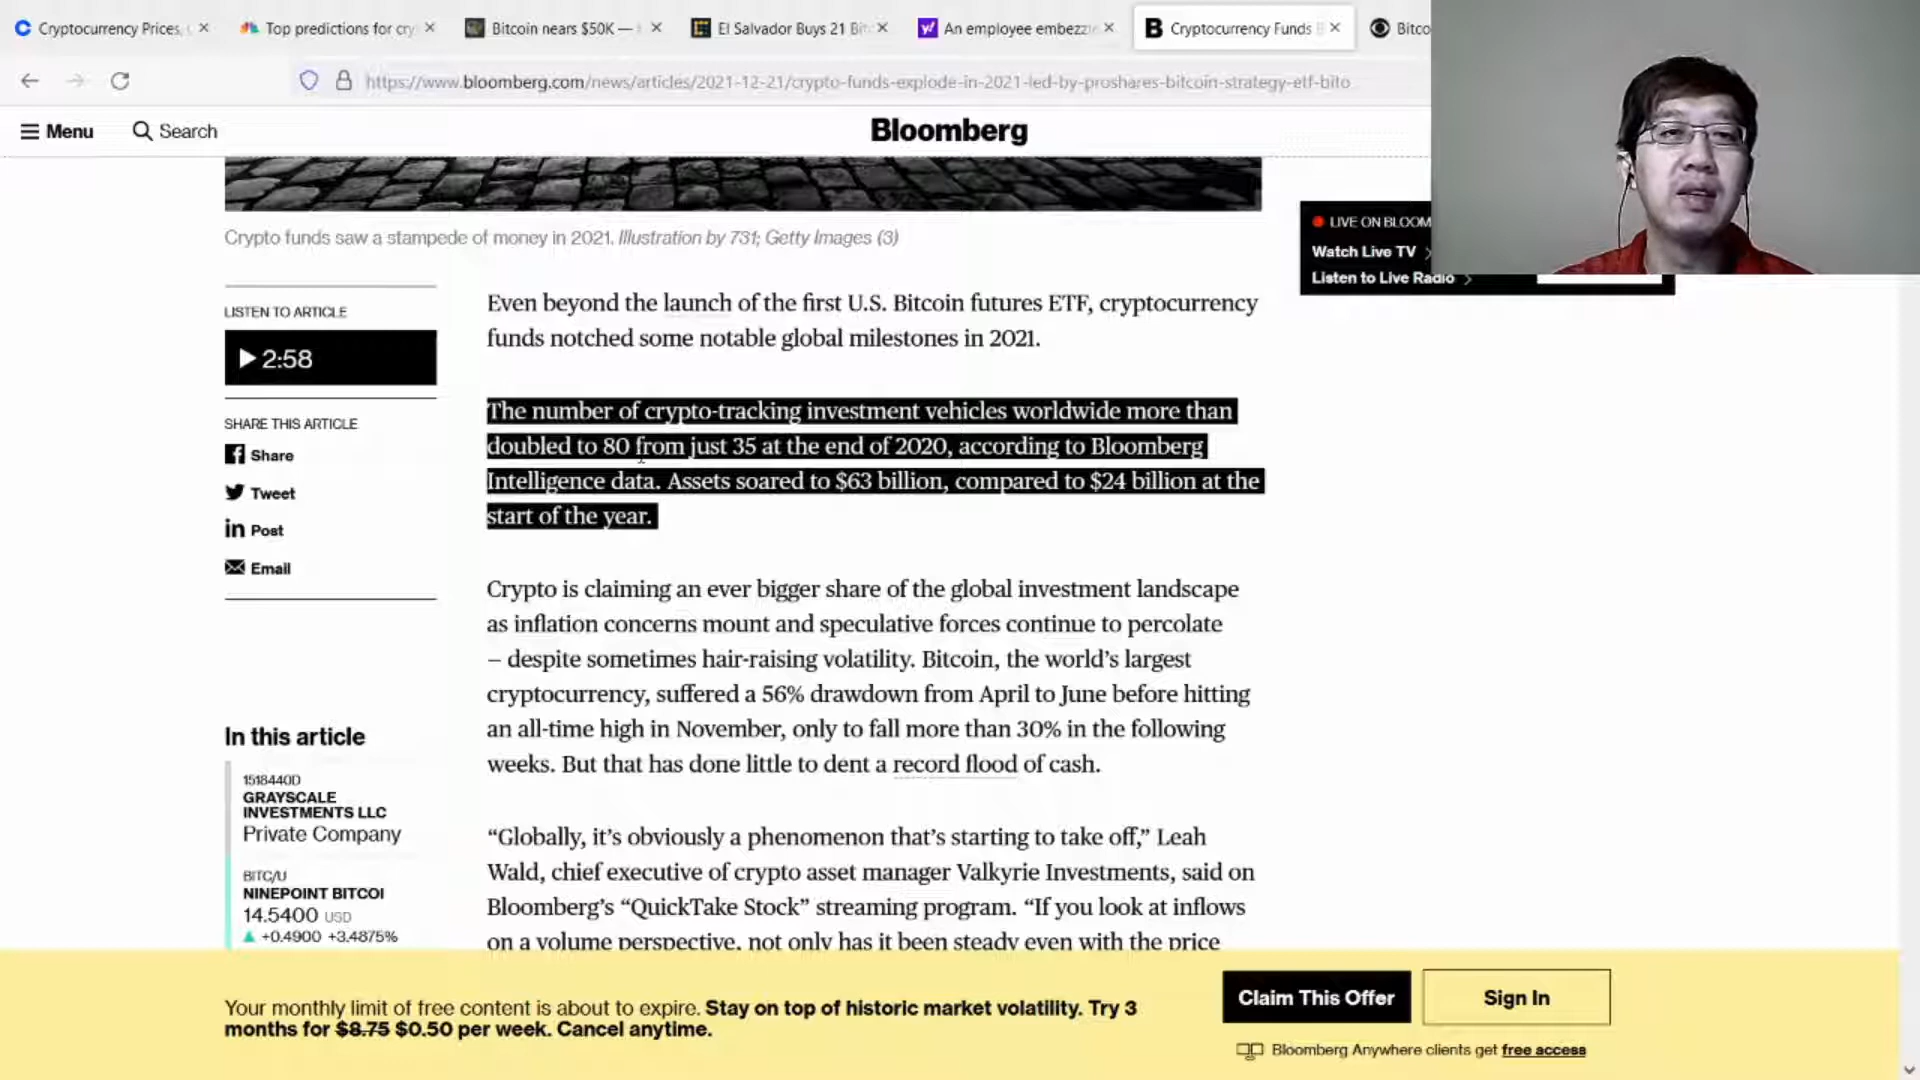 Cryptocurrency Prices,
Top predictions for cry
Bitcoin nears $50K —
El Salvador Buys 21 Bit
An employee embezzle
Cryptocurrency Funds
Bitco
https://www.bloomberg.com/news/articles/2021-12-21/crypto-funds-explode-in-2021-led-by-proshares-bitcoin-strategy-etf-bito
Menu
Search
Bloomberg
Crypto funds saw a stampede of money in 2021. Illustration by 731; Getty Images (3)
LIVE ON BLOOM
Watch Live TV
Listen to Live Radio
LISTEN TO ARTICLE
2:58
SHARE THIS ARTICLE
Share
Tweet
Post
Email
Even beyond the launch of the first U.S. Bitcoin futures ETF, cryptocurrency
funds notched some notable global milestones in 2021.
The number of crypto-tracking investment vehicles worldwide more than
doubled to 80 from just 35 at the end of 2020, according to Bloomberg
Intelligence data. Assets soared to $63 billion, compared to $24 billion at the
start of the year.
Crypto is claiming an ever bigger share of the global investment landscape
as inflation concerns mount and speculative forces continue to percolate
– despite sometimes hair-raising volatility. Bitcoin, the world’s largest
cryptocurrency, suffered a 56% drawdown from April to June before hitting
an all-time high in November, only to fall more than 30% in the following
weeks. But that has done little to dent a record flood of cash.
“Globally, it’s obviously a phenomenon that’s starting to take off,” Leah
Wald, chief executive of crypto asset manager Valkyrie Investments, said on
Bloomberg’s “QuickTake Stock” streaming program. “If you look at inflows
on a volume perspective, not only has it been steady even with the price
In this article
1518440D
GRAYSCALE
INVESTMENTS LLC
Private Company
BITC/U
NINEPOINT BITCOI
14.5400 USD
▲ +0.4900 +3.4875%
Your monthly limit of free content is about to expire. Stay on top of historic market volatility. Try 3
months for $8.75 $0.50 per week. Cancel anytime.
Claim This Offer
Sign In
Bloomberg Anywhere clients get free access